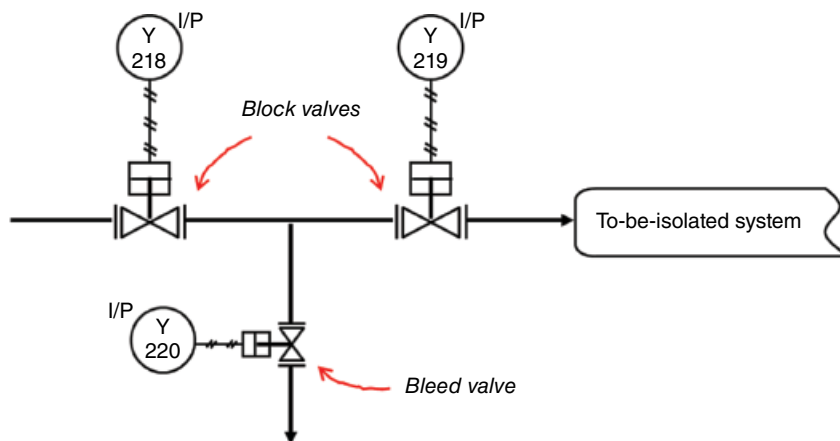 Y
218
I/P
Y
219
I/P
Block valves
To-be-isolated system
I/P
Y
220
Bleed valve